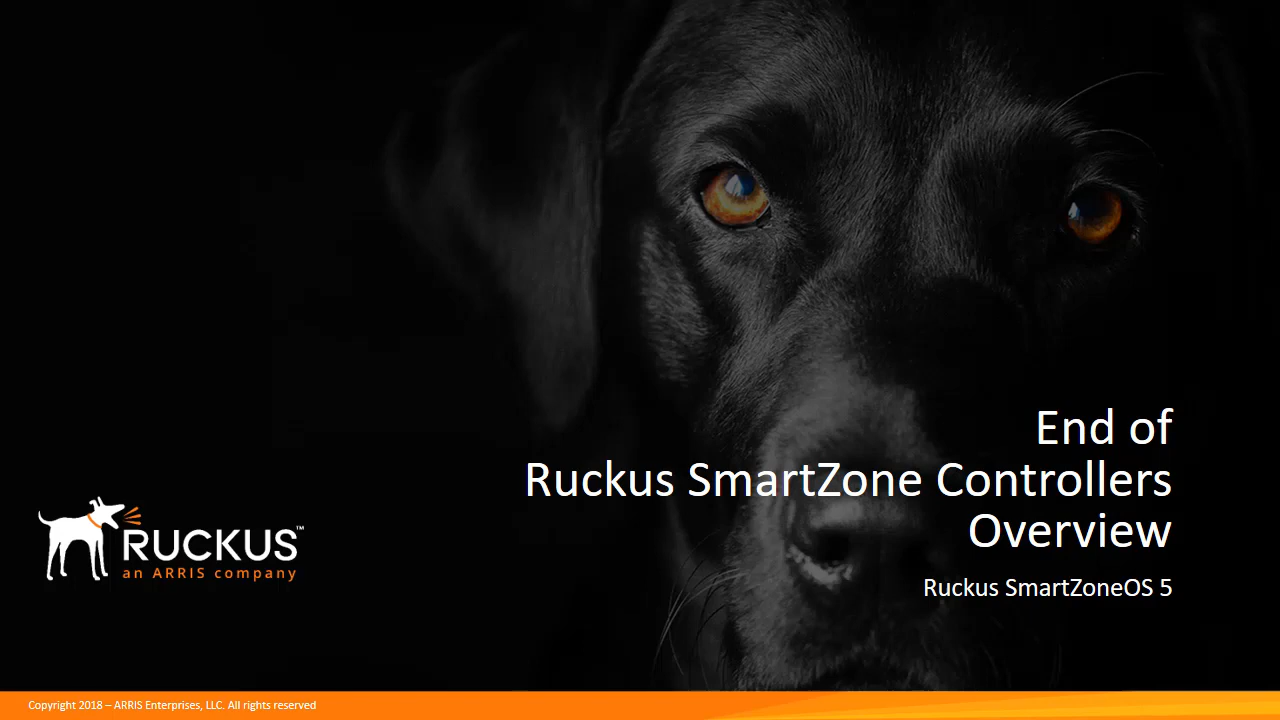 End of
Ruckus SmartZone Controllers
Overview
Ruckus SmartZoneOS 5
RUCKUS™
an ARRIS company
Copyright 2018 – ARRIS Enterprises, LLC. All rights reserved